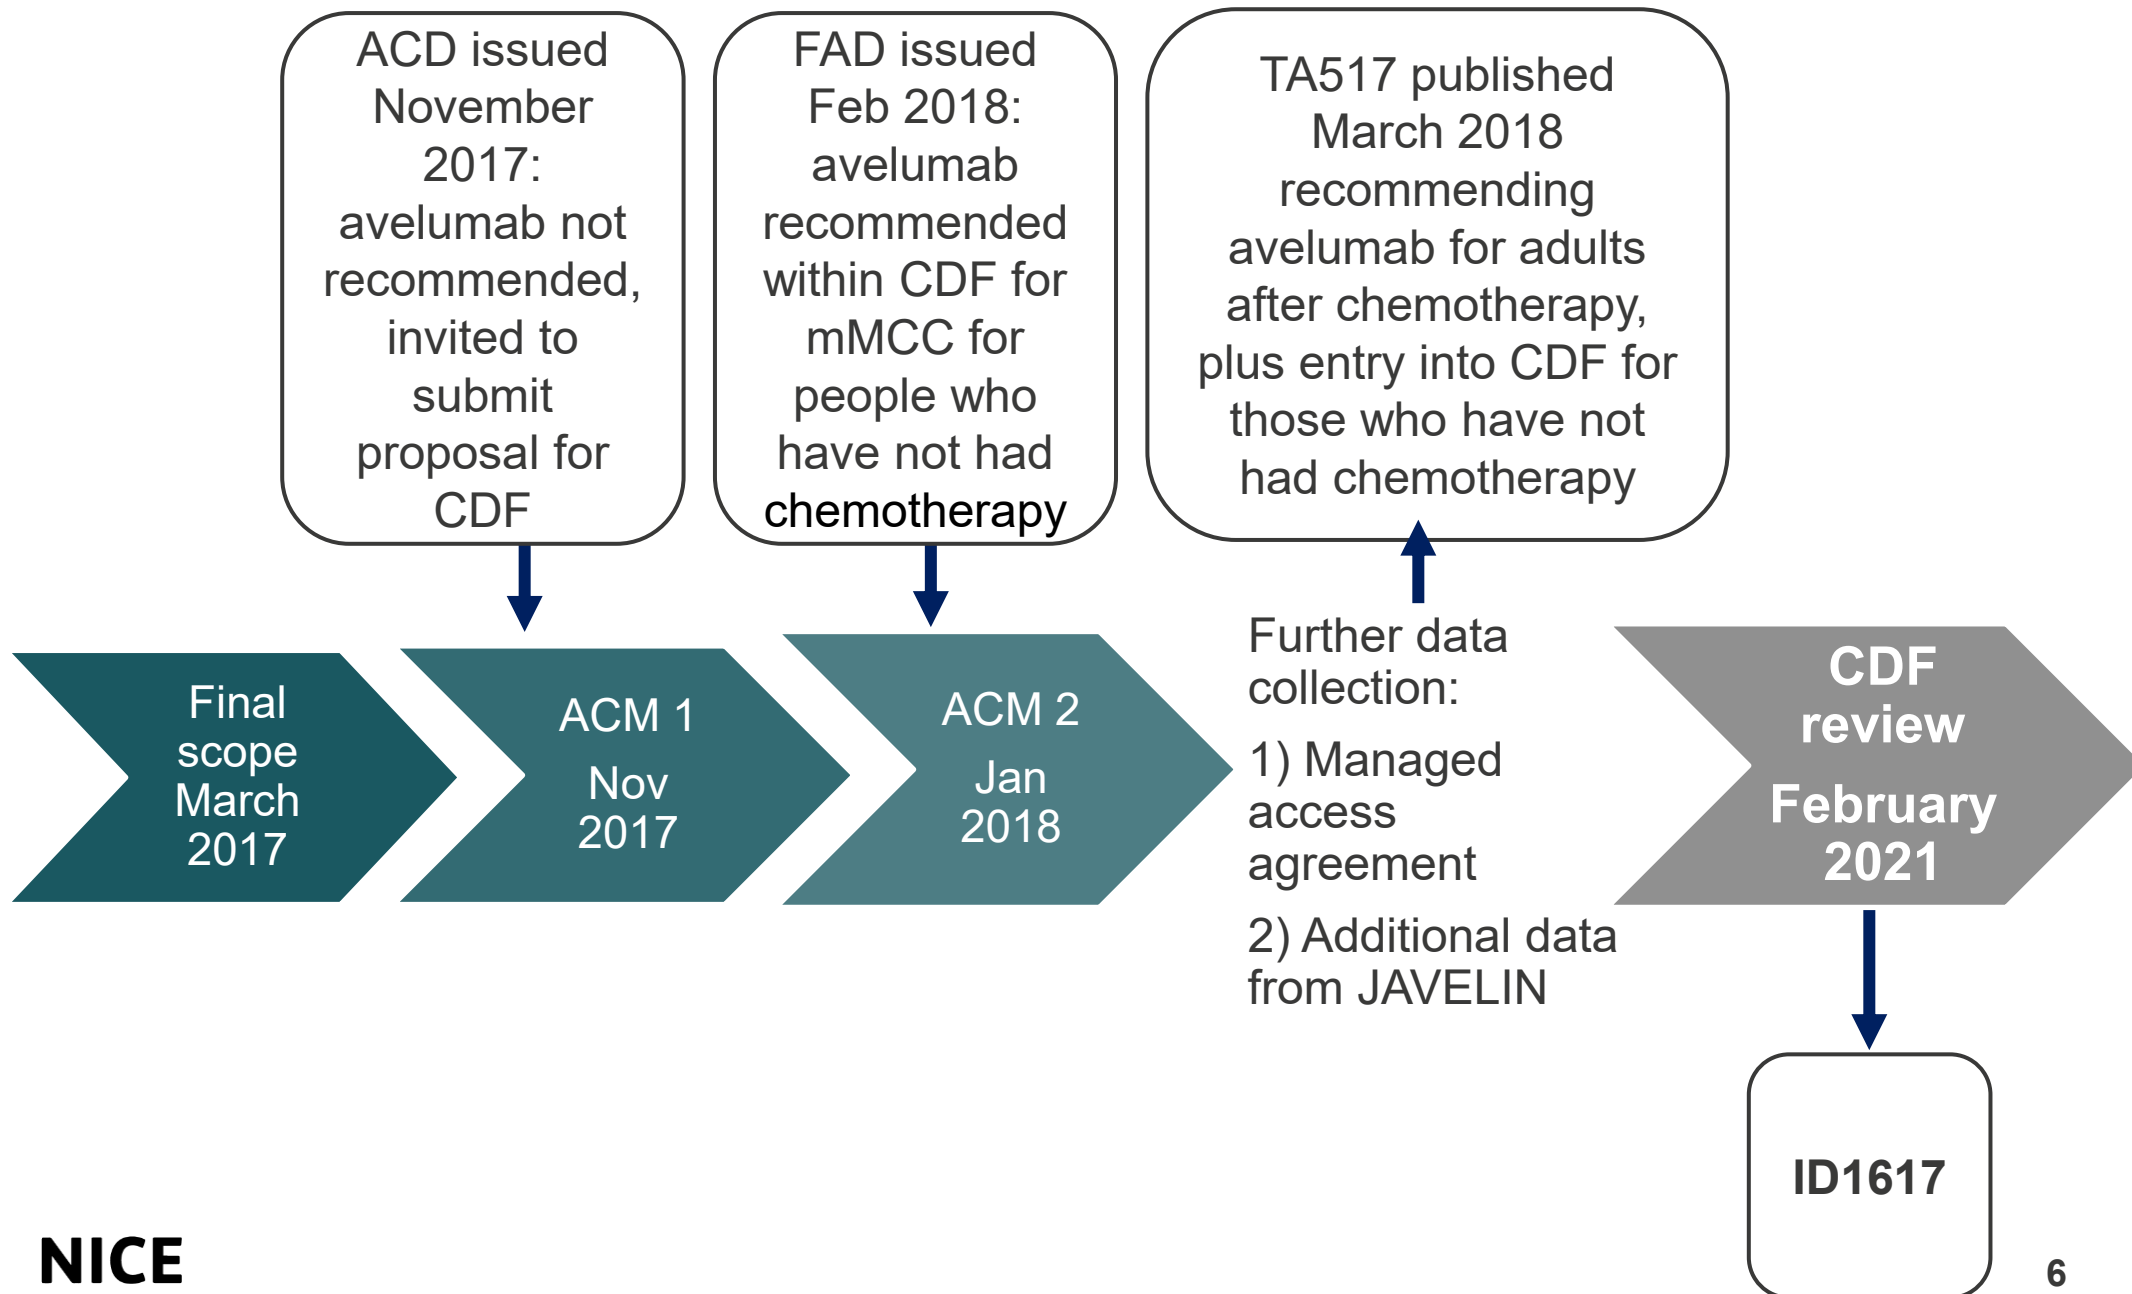 ACD issued
November
2017:
avelumab not
recommended,
invited to
submit
proposal for
CDF
FAD issued
Feb 2018:
avelumab
recommended
within CDF for
mMCC for
people who
have not had
chemotherapy
TA517 published
March 2018
recommending
avelumab for adults
after chemotherapy,
plus entry into CDF for
those who have not
had chemotherapy
Final
scope
March
2017
ACM 1
Nov
2017
ACM 2
Jan
2018
Further data
collection:
1) Managed
access
agreement
2) Additional data
from JAVELIN
CDF
review
February
2021
ID1617
NICE
6